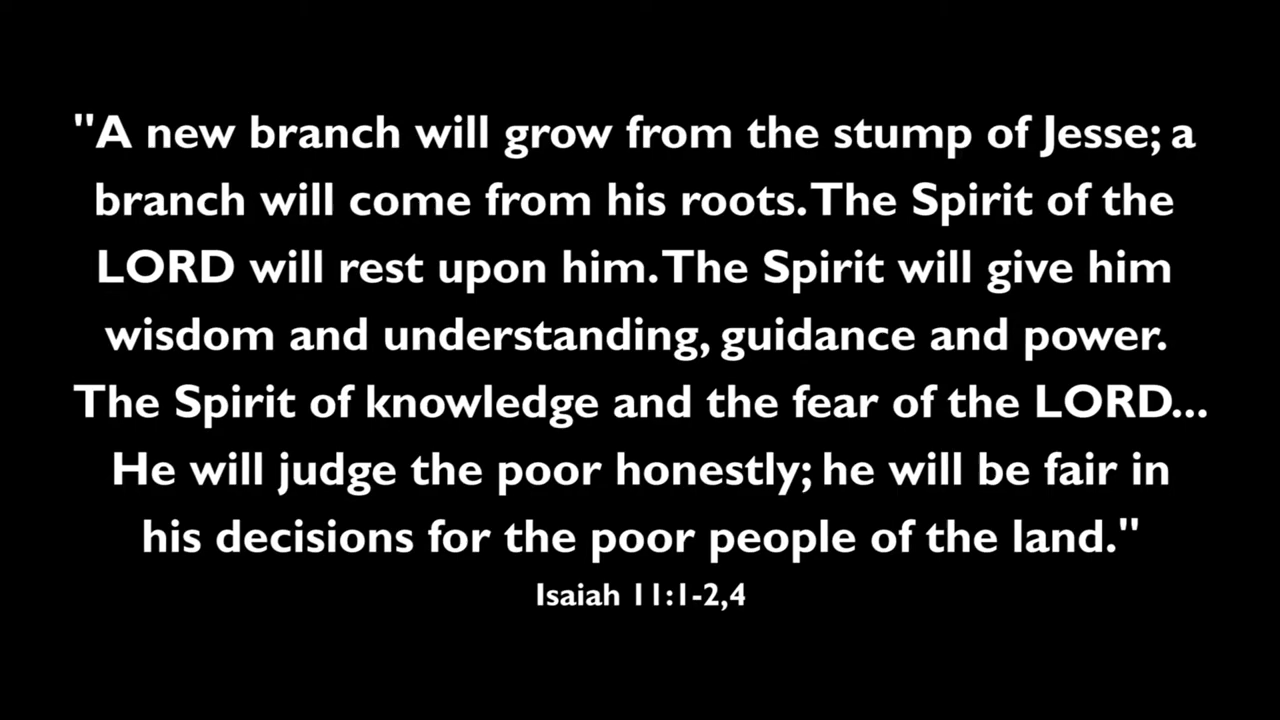 "A new branch will grow from the stump of Jesse; a
branch will come from his roots. The Spirit of the
LORD will rest upon him. The Spirit will give him
wisdom and understanding, guidance and power.
The Spirit of knowledge and the fear of the LORD...
He will judge the poor honestly; he will be fair in
his decisions for the poor people of the land."
Isaiah 11:1-2,4